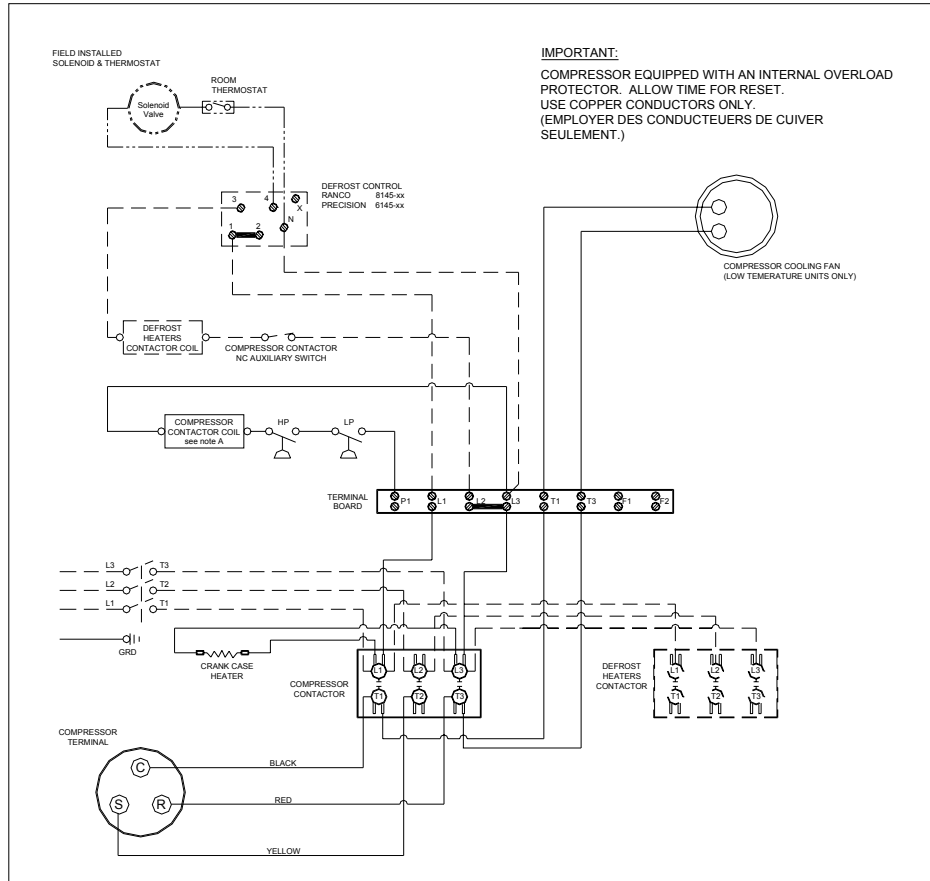 FIELD INSTALLED
SOLENOID & THERMOSTAT
Solenoid
Valve
ROOM
THERMOSTAT
IMPORTANT:
COMPRESSOR EQUIPPED WITH AN INTERNAL OVERLOAD
PROTECTOR. ALLOW TIME FOR RESET.
USE COPPER CONDUCTORS ONLY.
(EMPLOYER DES CONDUCTEUERS DE CUIVER
SEULEMENT.)
DEFROST CONTROL
RANCO 8145-xx
PRECISION 6145-xx
3
4
X
1
2
N
COMPRESSOR COOLING FAN
(LOW TEMERATURE UNITS ONLY)
DEFROST
HEATERS
CONTACTOR COIL
COMPRESSOR CONTACTOR
NC AUXILIARY SWITCH
COMPRESSOR
CONTACTOR COIL
see note A
HP
LP
TERMINAL
BOARD
P1
L1
L2
L3
T1
T3
F1
F2
L3
T3
L2
T2
L1
T1
GRD
CRANK CASE
HEATER
COMPRESSOR
CONTACTOR
L1
L2
L3
T1
T2
T3
DEFROST
HEATERS
CONTACTOR
L1
L2
L3
T1
T2
T3
COMPRESSOR
TERMINAL
C
S
R
BLACK
RED
YELLOW